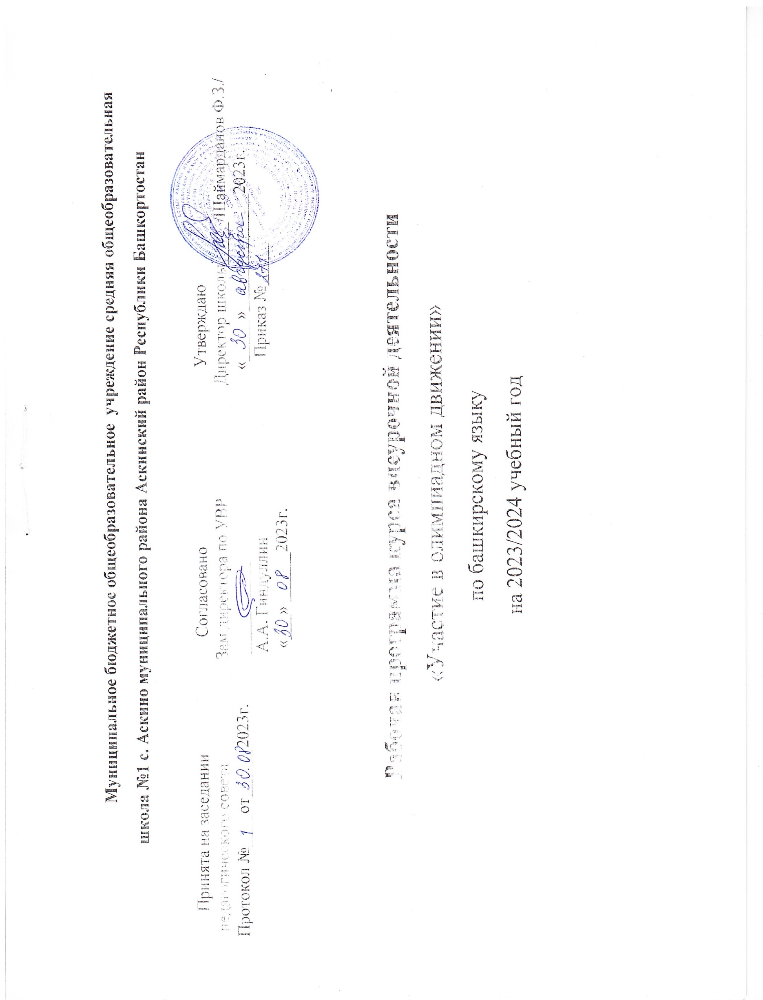 Муниципальное бюджетное общеобразовательное учреждение средняя общеобразовательная
школа №1 с. Аскино муниципального района Аскинский район Республики Башкортостан
Принята на заседании
педагогического совета
Протокол № 1 от 30.08 2023г.
Согласовано
Зам.директора по УВР
А.А.Гиндуллин
«30» 08 2023г.
Утверждаю
Директор школы /Шаймарданов Ф.З./
«30» августа 2023г.
Приказ № 271
Рабочая программа курса внеурочной деятельности
«Участие в олимпиадном движении»
по башкирскому языку
на 2023/2024 учебный год